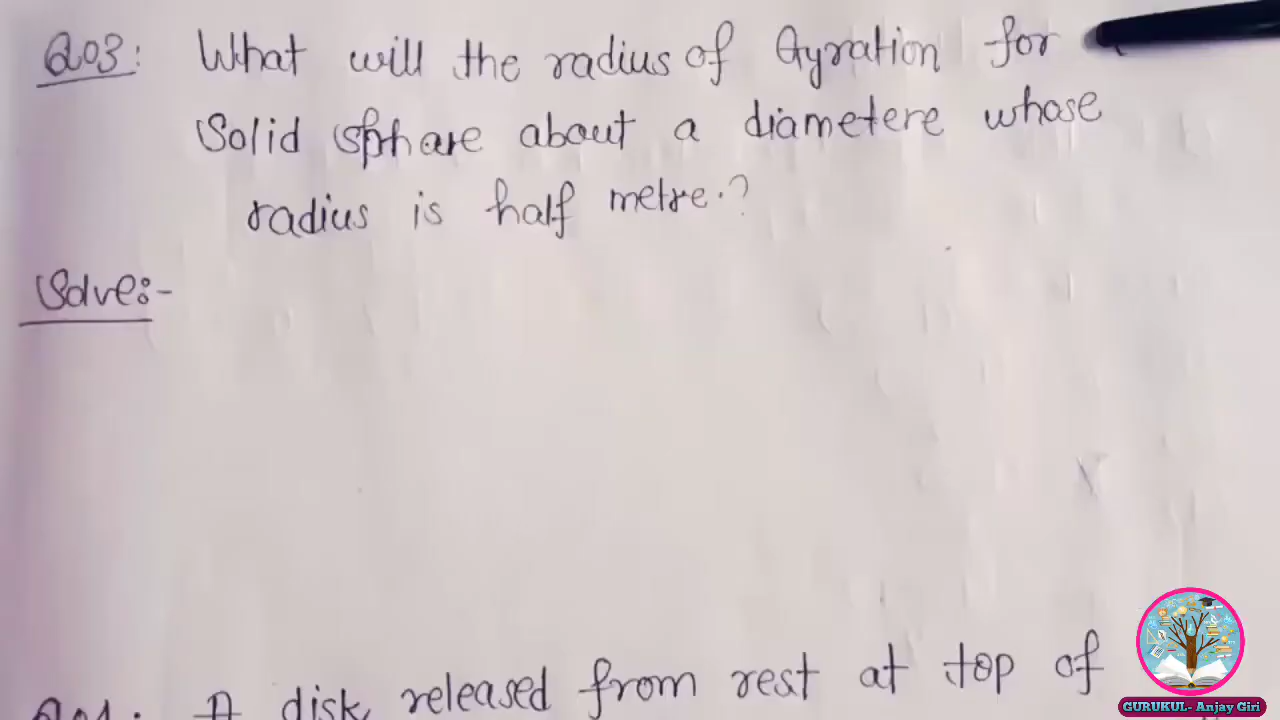 Q03: What will the radius of Gyration for
Solid sphare about a diametere whose
radius is half metre.?
Solve:-
A disk released from rest at top of
GURUKUL- Anjay Giri